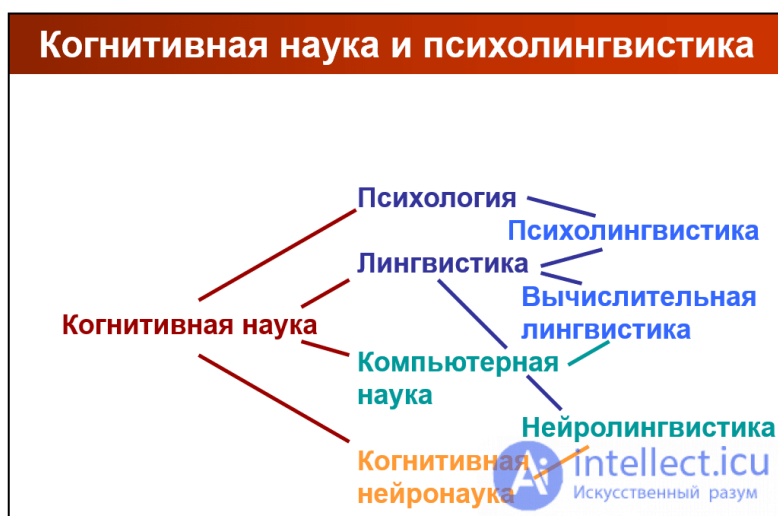 Когнитивная наука и психолингвистика
Психология
Психолингвистика
Лингвистика
Вычислительная
лингвистика
Когнитивная наука
Компьютерная
наука
Нейролингвистика
Когнитивная
нейронаука
Ai intellect.icu
Искусственный разум